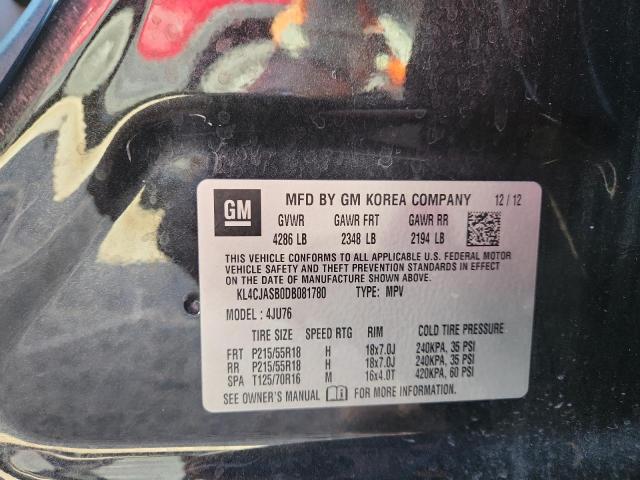 GM
MFD BY GM KOREA COMPANY 12/12
GVWR GAWR FRT GAWR RR
4286 LB 2348 LB 2194 LB
THIS VEHICLE CONFORMS TO ALL APPLICABLE U.S. FEDERAL MOTOR
VEHICLE SAFETY AND THEFT PREVENTION STANDARDS IN EFFECT
ON THE DATE OF MANUFACTURE SHOWN ABOVE.
KL4CJASB0DB081780 TYPE: MPV
MODEL : 4JU76
TIRE SIZE SPEED RTG RIM COLD TIRE PRESSURE
FRT P215/55R18 H 18x7.0J 240KPA, 35 PSI
RR P215/55R18 H 18x7.0J 240KPA, 35 PSI
SPA T125/70R16 M 16x4.0T 420KPA, 60 PSI
SEE OWNER'S MANUAL FOR MORE INFORMATION